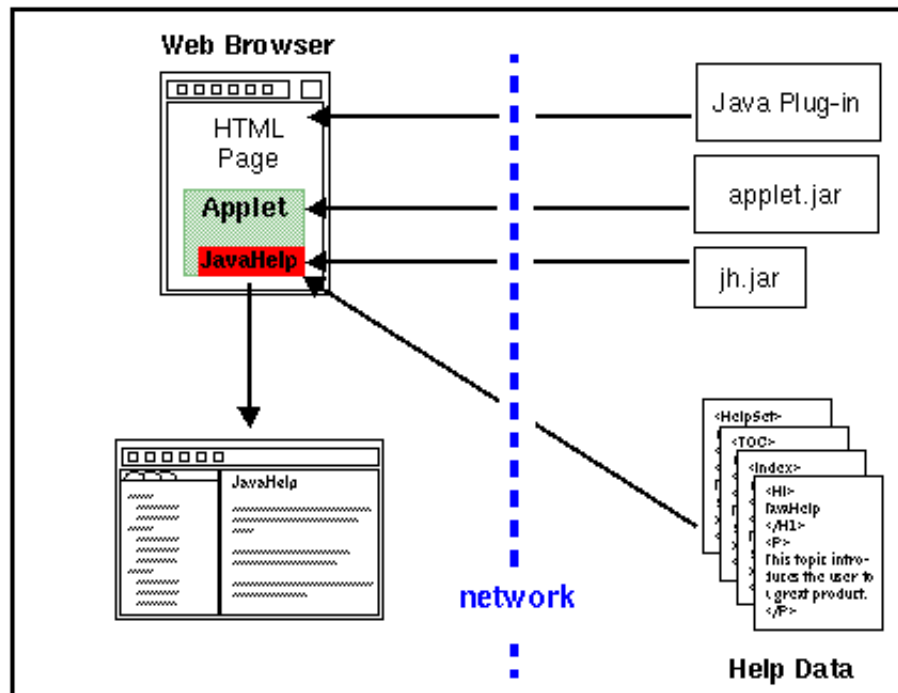 Web Browser
HTML
Page
Applet
JavaHelp
Java Plug-in
applet.jar
jh.jar
JavaHelp
network
<HelpSet>
<TOC>
<Index>
<H1>
JavaHelp
</H1>
<P>
This topic intro-
duces the user to
a great product.
</P>
Help Data